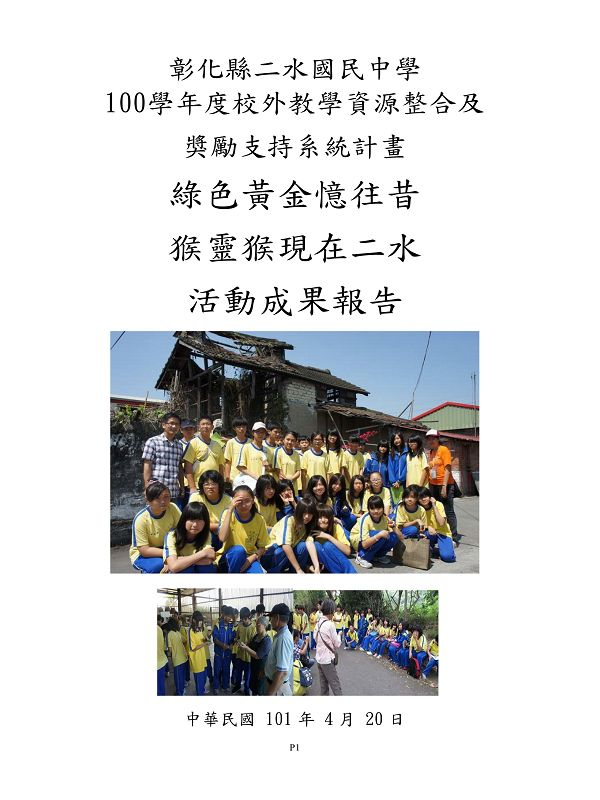 彰化縣二水國民中學
100學年度校外教學資源整合及
獎勵支持系統計畫
綠色黃金憶往昔
猴靈猴現在二水
活動成果報告
中華民國 101 年 4 月 20 日
P1